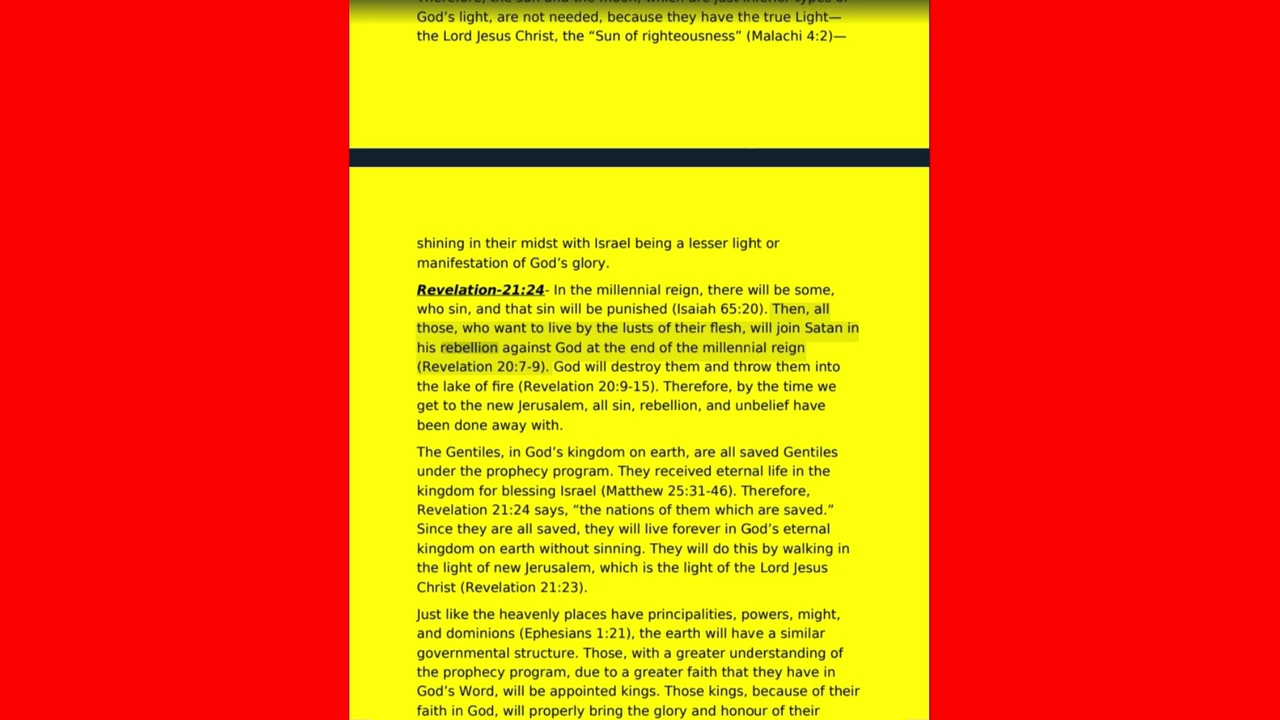 Therefore, the sun and the moon, which are just inferior types of
God’s light, are not needed, because they have the true Light—
the Lord Jesus Christ, the “Sun of righteousness” (Malachi 4:2)—
shining in their midst with Israel being a lesser light or
manifestation of God’s glory.
Revelation-21:24- In the millennial reign, there will be some,
who sin, and that sin will be punished (Isaiah 65:20). Then, all
those, who want to live by the lusts of their flesh, will join Satan in
his rebellion against God at the end of the millennial reign
(Revelation 20:7-9). God will destroy them and throw them into
the lake of fire (Revelation 20:9-15). Therefore, by the time we
get to the new Jerusalem, all sin, rebellion, and unbelief have
been done away with.
The Gentiles, in God’s kingdom on earth, are all saved Gentiles
under the prophecy program. They received eternal life in the
kingdom for blessing Israel (Matthew 25:31-46). Therefore,
Revelation 21:24 says, “the nations of them which are saved.”
Since they are all saved, they will live forever in God’s eternal
kingdom on earth without sinning. They will do this by walking in
the light of new Jerusalem, which is the light of the Lord Jesus
Christ (Revelation 21:23).
Just like the heavenly places have principalities, powers, might,
and dominions (Ephesians 1:21), the earth will have a similar
governmental structure. Those, with a greater understanding of
the prophecy program, due to a greater faith that they have in
God’s Word, will be appointed kings. Those kings, because of their
faith in God, will properly bring the glory and honour of their